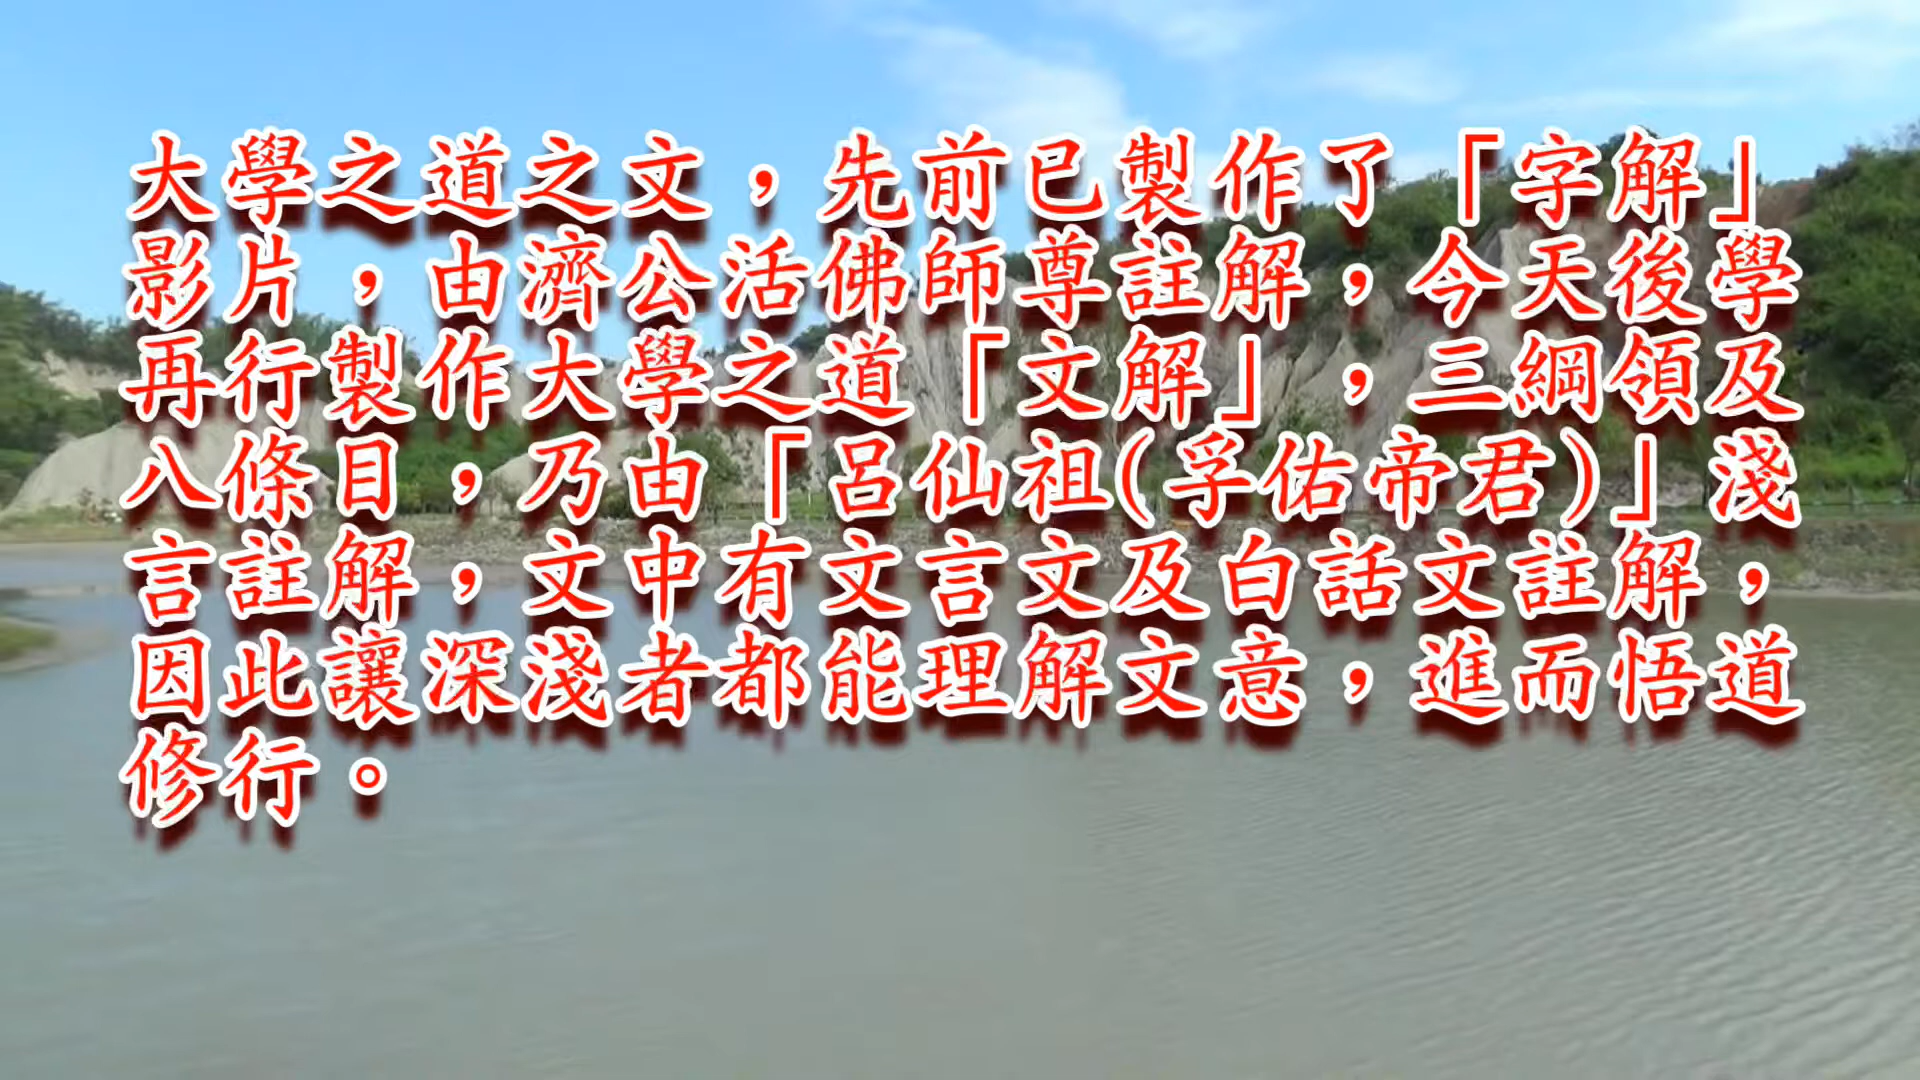 大學之道之文，先前已製作了「字解」
影片，由濟公活佛師尊註解，今天後學
再行製作大學之道「文解」，三綱領及
八條目，乃由「呂仙祖(孚佑帝君)」淺
言註解，文中有文言文及白話文註解，
因此讓深淺者都能理解文意，進而悟道
修行。